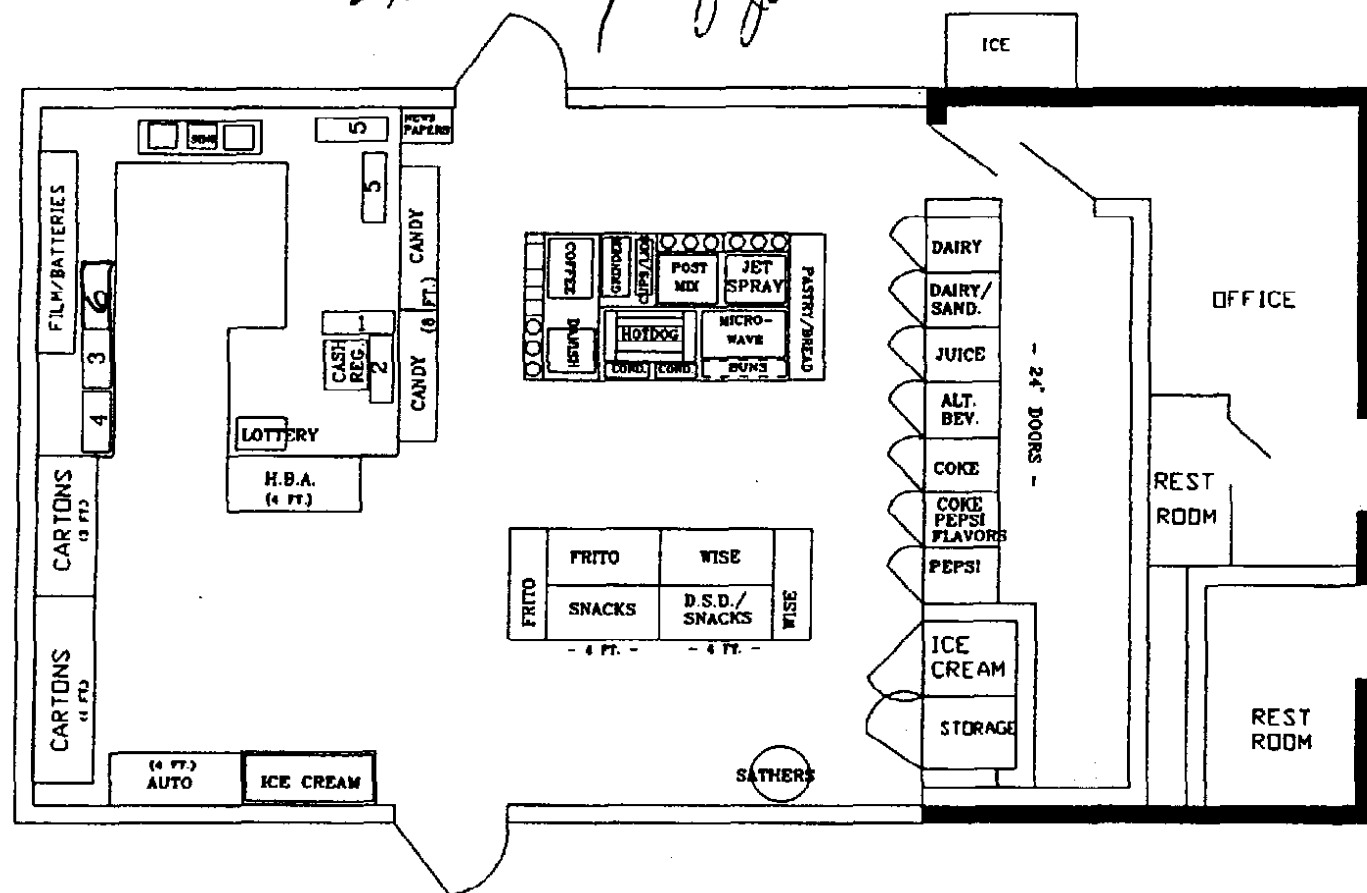 ICE
NEWS
PAPERS
5
5
FILM/BATTERIES
CANDY
(8 FT.)
CANDY
6
3
4
1
2
CASH
REG.
LOTTERY
H.B.A.
(4 FT.)
CARTONS
(3 FT.)
CARTONS
(4 FT.)
(4 FT.)
AUTO
ICE CREAM
COFFEE
DANISH
GRINDER
CUPS
POST
MIX
JET
SPRAY
HOTDOG
COND.
COND.
MICRO-
WAVE
BUNS
PASTRY/BREAD
FRITO
FRITO
WISE
SNACKS
D.S.D./
SNACKS
WISE
- 4 FT. -
- 4 FT. -
SATHERS
DAIRY
DAIRY/
SAND.
JUICE
ALT.
BEV.
COKE
COKE
PEPSI
FLAVORS
PEPSI
ICE
CREAM
STORAGE
- 24" DOORS -
OFFICE
REST
ROOM
REST
ROOM